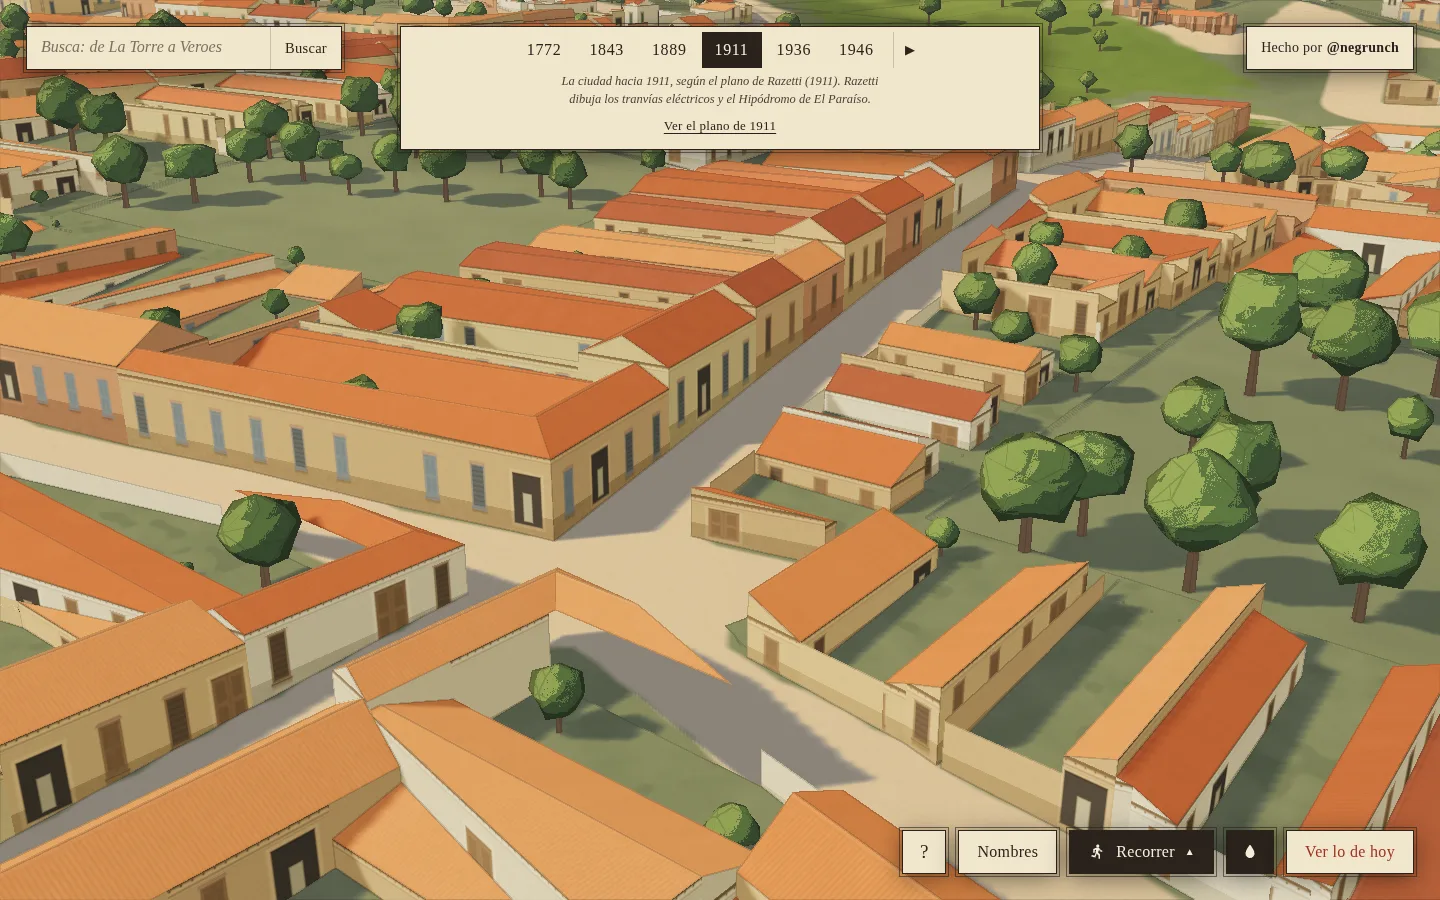 Busca: de La Torre a Veroes
Buscar
1772 1843 1889 1911 1936 1946 ▶
La ciudad hacia 1911, según el plano de Razetti (1911). Razetti
dibuja los tranvías eléctricos y el Hipódromo de El Paraíso.
Ver el plano de 1911
Hecho por @negrunch
?
Nombres
Recorrer ▲
Ver lo de hoy